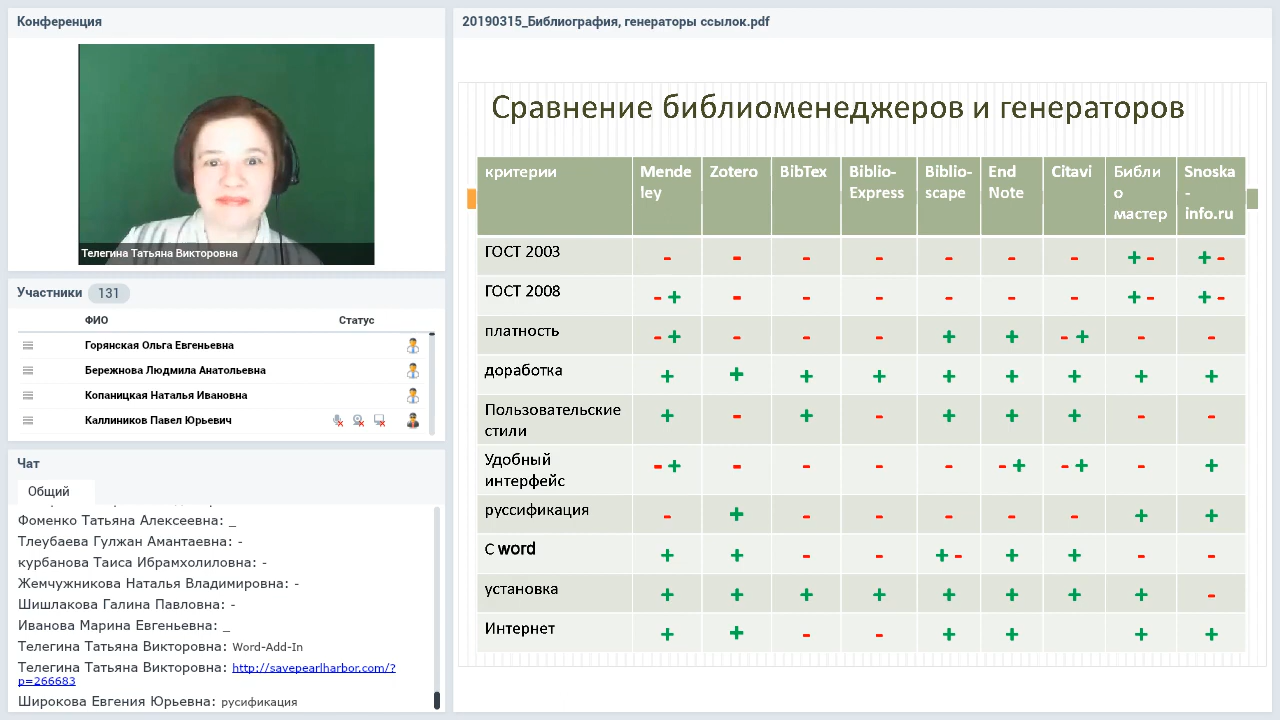 Конференция
Телегина Татьяна Викторовна
Участники 131
ФИО Статус
Горянская Ольга Евгеньевна
Бережнова Людмила Анатольевна
Копаницкая Наталья Ивановна
Каллиников Павел Юрьевич
Чат
Общий
Фоменко Татьяна Алексеевна: _
Тлеубаева Гулжан Амантаевна: -
курбанова Таиса Ибрамхолиловна: -
Жемчужникова Наталья Владимировна: -
Шишлакова Галина Павловна: -
Иванова Марина Евгеньевна: _
Телегина Татьяна Викторовна: Word-Add-In
Телегина Татьяна Викторовна: http://savepearlharbor.com/?
p=266683
Широкова Евгения Юрьевна: русификация
20190315_Библиография, генераторы ссылок.pdf
Сравнение библиоменеджеров и генераторов
критерии Mende Zotero BibTex Biblio- Biblio- End Citavi Библи Snoska
ley Express scape Note о -
мастер info.ru
ГОСТ 2003 - - - - - - - + - + -
ГОСТ 2008 - + - - - - - - + - + -
платность - + - - - + + - + - -
доработка + + + + + + + + +
Пользовательские
стили + - + - + + + - -
Удобный
интерфейс - + - - - - - + - + - +
руссификация - + - - - - - + +
С word + + - - + - + + - -
установка + + + + + + + + -
Интернет + + - - + + + +